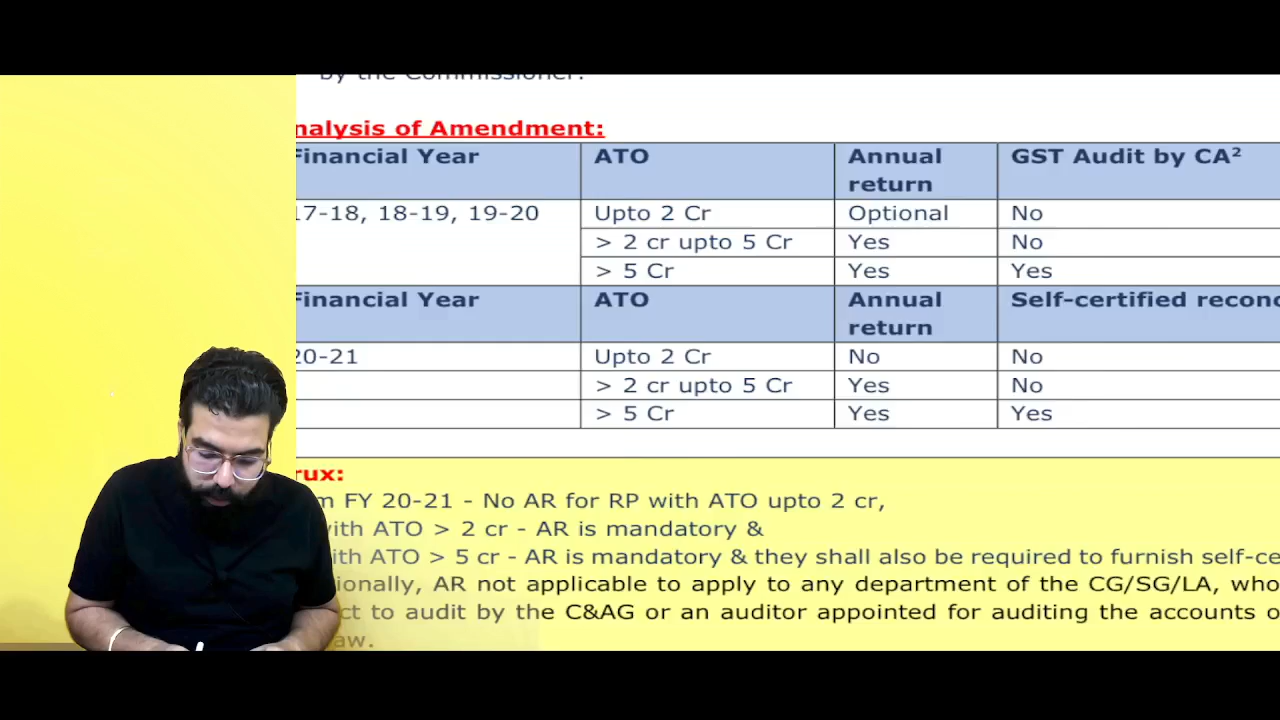 by the Commissioner.
nalysis of Amendment:
Financial Year ATO Annual return GST Audit by CA²
17-18, 18-19, 19-20 Upto 2 Cr Optional No
> 2 cr upto 5 Cr Yes No
> 5 Cr Yes Yes
Financial Year ATO Annual return Self-certified recond
20-21 Upto 2 Cr No No
> 2 cr upto 5 Cr Yes No
> 5 Cr Yes Yes
rux:
m FY 20-21 - No AR for RP with ATO upto 2 cr,
with ATO > 2 cr - AR is mandatory &
ith ATO > 5 cr - AR is mandatory & they shall also be required to furnish self-ce
ionally, AR not applicable to apply to any department of the CG/SG/LA, who
ct to audit by the C&AG or an auditor appointed for auditing the accounts o
aw.